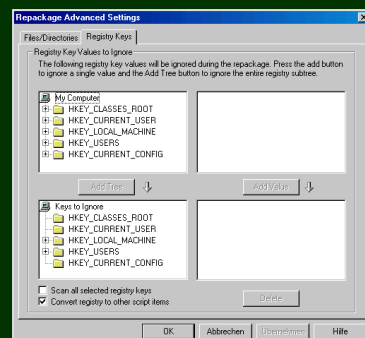 Repackage Advanced Settings
Files/Directories Registry Keys
Registry Key Values to Ignore
The following registry key values will be ignored during the repackage. Press the add button
to ignore a single value and the Add Tree button to ignore the entire registry subtree.
My Computer
HKEY_CLASSES_ROOT
HKEY_CURRENT_USER
HKEY_LOCAL_MACHINE
HKEY_USERS
HKEY_CURRENT_CONFIG
Add Tree Add Value
Keys to Ignore
HKEY_CLASSES_ROOT
HKEY_CURRENT_USER
HKEY_LOCAL_MACHINE
HKEY_USERS
HKEY_CURRENT_CONFIG
Scan all selected registry keys
Convert registry to other script items
Delete
OK Abbrechen Übernehmen Hilfe